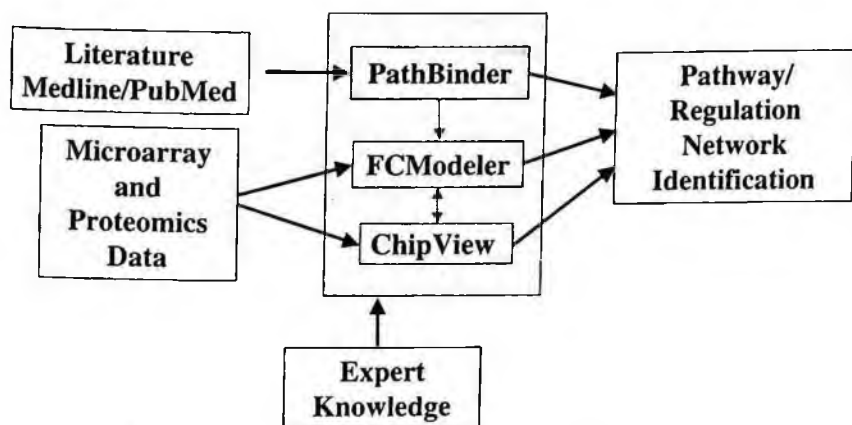 Literature
Medline/PubMed
Microarray
and
Proteomics
Data
PathBinder
FCModeler
ChipView
Expert
Knowledge
Pathway/
Regulation
Network
Identification